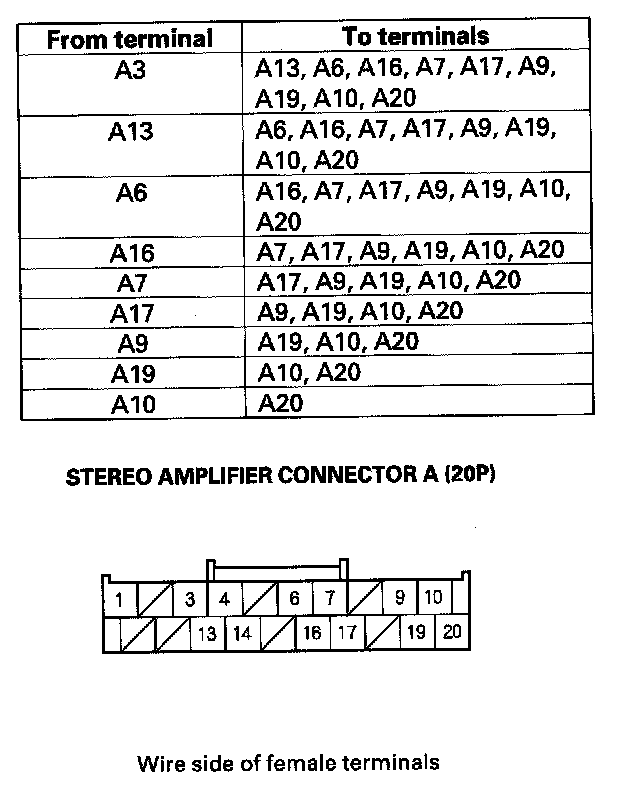 From terminal To terminals
A3 A13, A6, A16, A7, A17, A9,
A19, A10, A20
A13 A6, A16, A7, A17, A9, A19,
A10, A20
A6 A16, A7, A17, A9, A19, A10,
A20
A16 A7, A17, A9, A19, A10, A20
A7 A17, A9, A19, A10, A20
A17 A9, A19, A10, A20
A9 A19, A10, A20
A19 A10, A20
A10 A20
STEREO AMPLIFIER CONNECTOR A (20P)
1 3 4 6 7 9 10
13 14 16 17 19 20
Wire side of female terminals